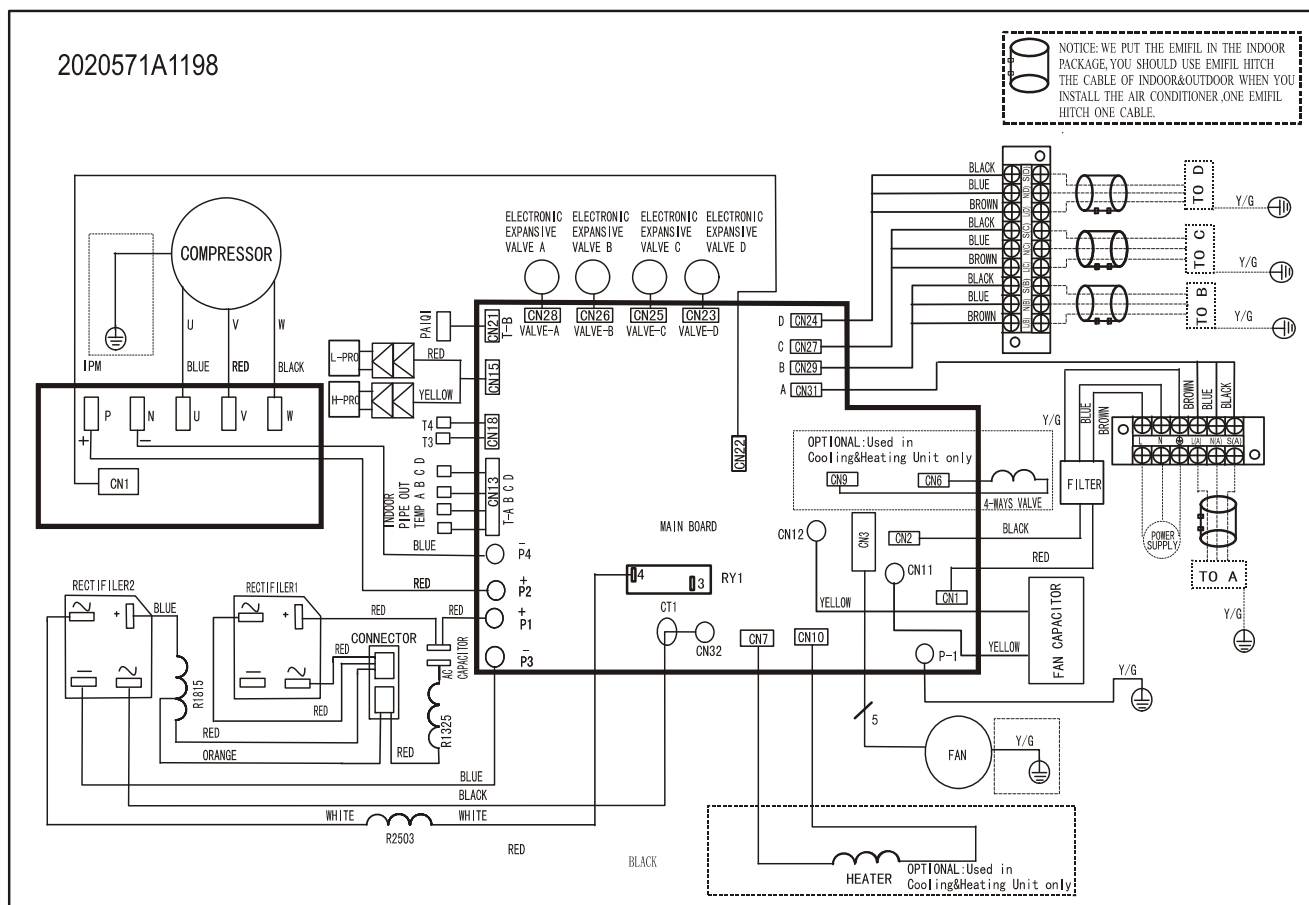 2020571A1198
NOTICE: WE PUT THE EMIFIL IN THE INDOOR
PACKAGE, YOU SHOULD USE EMIFIL HITCH
THE CABLE OF INDOOR&OUTDOOR WHEN YOU
INSTALL THE AIR CONDITIONER ,ONE EMIFIL
HITCH ONE CABLE.
COMPRESSOR
U
V
W
BLUE
RED
BLACK
IPM
P
N
U
V
W
+
−
CN1
ELECTRONIC
EXPANSIVE
VALVE A
ELECTRONIC
EXPANSIVE
VALVE B
ELECTRONIC
EXPANSIVE
VALVE C
ELECTRONIC
EXPANSIVE
VALVE D
CN28
VALVE-A
CN26
VALVE-B
CN25
VALVE-C
CN23
VALVE-D
PAIQI
CN21
T-B
L-PRO
RED
H-PRO
YELLOW
CN15
T4
T3
CN18
INDOOR
PIPE OUT
TEMP A B C D
CN13
T-A B C D
BLUE
−
P4
RED
+
P2
RED
+
P1
−
P3
D
CN24
C
CN27
B
CN29
A
CN31
CN22
BLACK
BLUE
BROWN
BLACK
BLUE
BROWN
BLACK
BLUE
BROWN
S(D)
N(D)
L(D)
S(C)
N(C)
L(C)
S(B)
N(B)
L(B)
TO D
Y/G
TO C
Y/G
TO B
Y/G
Y/G
BLUE
BROWN
BROWN
BLUE
BLACK
L
N
L(A)
N(A)
S(A)
FILTER
POWER
SUPPLY
TO A
Y/G
OPTIONAL:Used in
Cooling&Heating Unit only
CN9
CN6
4-WAYS VALVE
MAIN BOARD
CN12
CN3
CN2
BLACK
CN11
RED
CN1
4
3
RY1
CT1
CN32
CN7
CN10
YELLOW
YELLOW
FAN CAPACITOR
P-1
Y/G
5
FAN
Y/G
RECTIFILER2
+
BLUE
R1815
RECTIFILER1
+
RED
CONNECTOR
RED
RED
RED
ORANGE
RED
AC
CAPACITOR
R1325
BLUE
BLACK
WHITE
R2503
WHITE
RED
BLACK
HEATER
OPTIONAL:Used in
Cooling&Heating Unit only